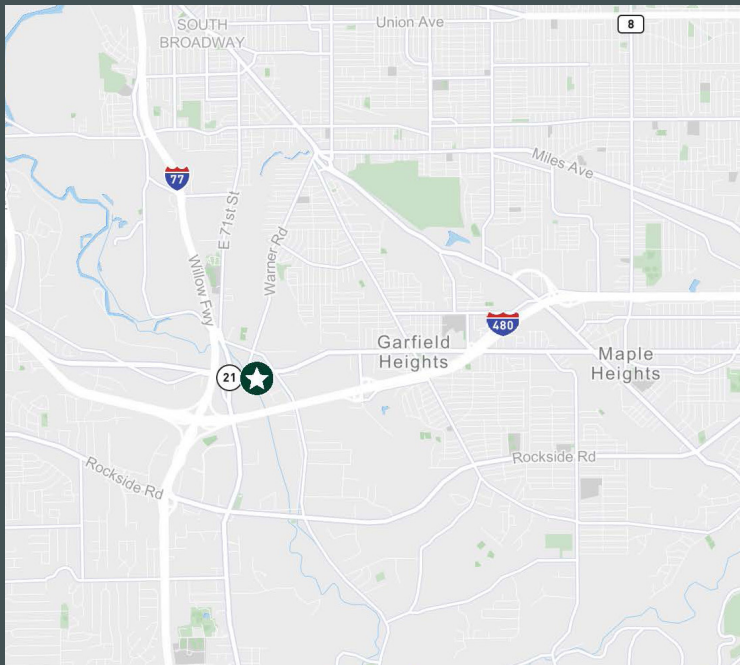 SOUTH
BROADWAY
Union Ave
8
Miles Ave
77
E 71st St
Warner Rd
Willow Fwy
480
Garfield
Heights
Maple
Heights
21
Rockside Rd
Rockside Rd